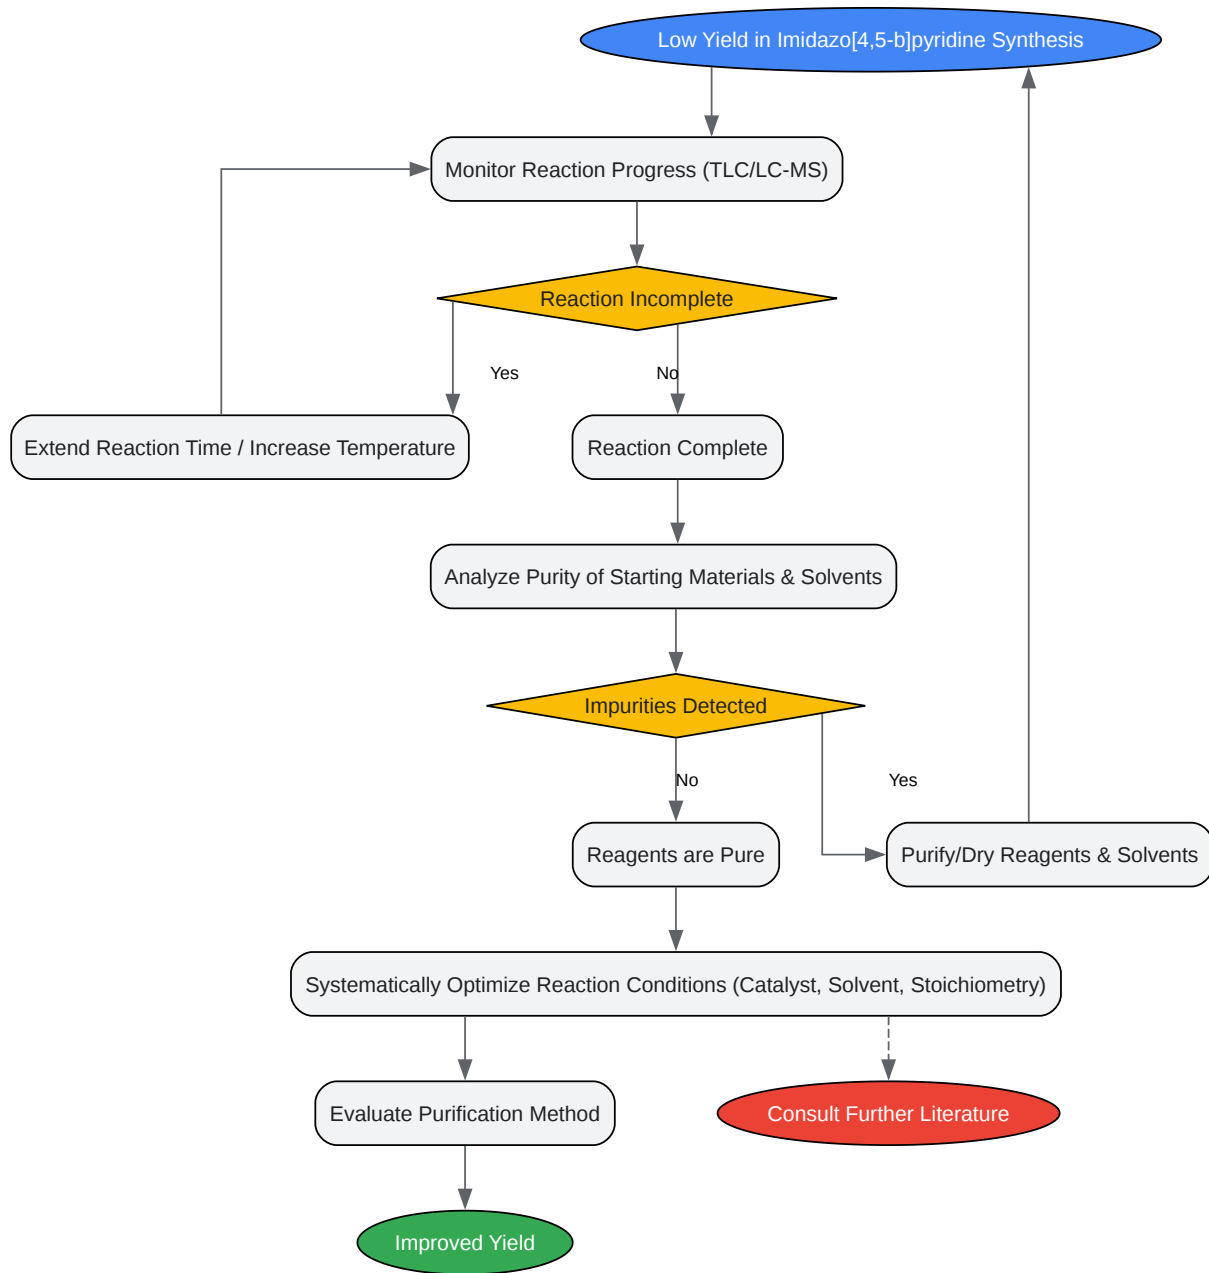 Low Yield in Imidazo[4,5-b]pyridine Synthesis
Monitor Reaction Progress (TLC/LC-MS)
Reaction Incomplete
Yes
No
Extend Reaction Time / Increase Temperature
Reaction Complete
Analyze Purity of Starting Materials & Solvents
Impurities Detected
No
Yes
Reagents are Pure
Purify/Dry Reagents & Solvents
Systematically Optimize Reaction Conditions (Catalyst, Solvent, Stoichiometry)
Evaluate Purification Method
Consult Further Literature
Improved Yield